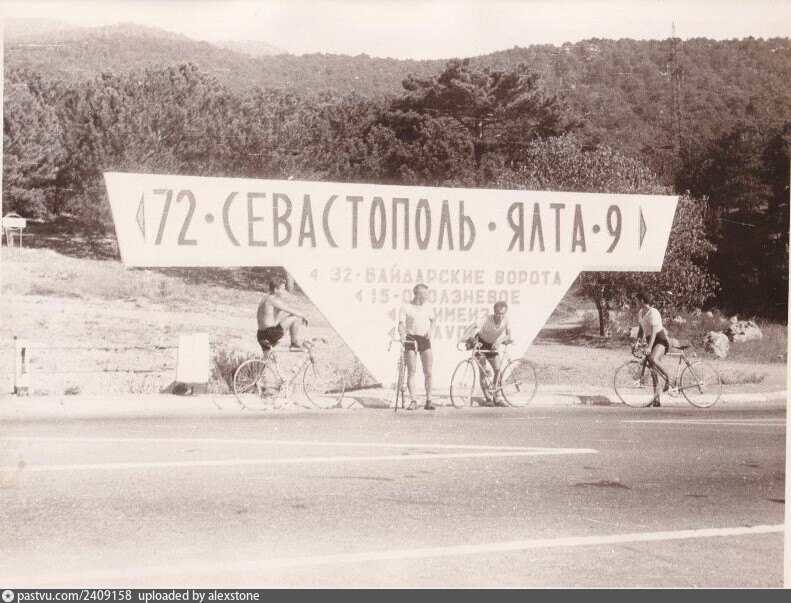 ◁ 72 • СЕВАСТОПОЛЬ • ЯЛТА • 9 ▷
◁ 32 - БАЙДАРСКИЕ ВОРОТА
◁ 15 -
pastvu.com/2409158 uploaded by alexstone